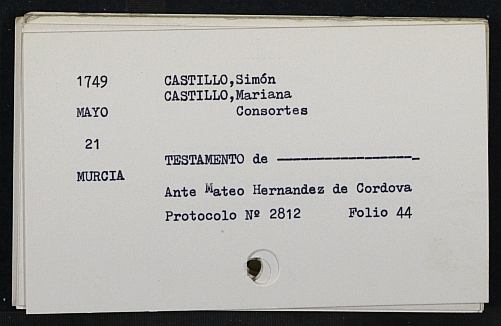 1749 CASTILLO,Simón
CASTILLO,Mariana
MAYO Consortes
21
TESTAMENTO de ------------------
MURCIA
Ante Mateo Hernandez de Cordova
Protocolo Nº 2812 Folio 44